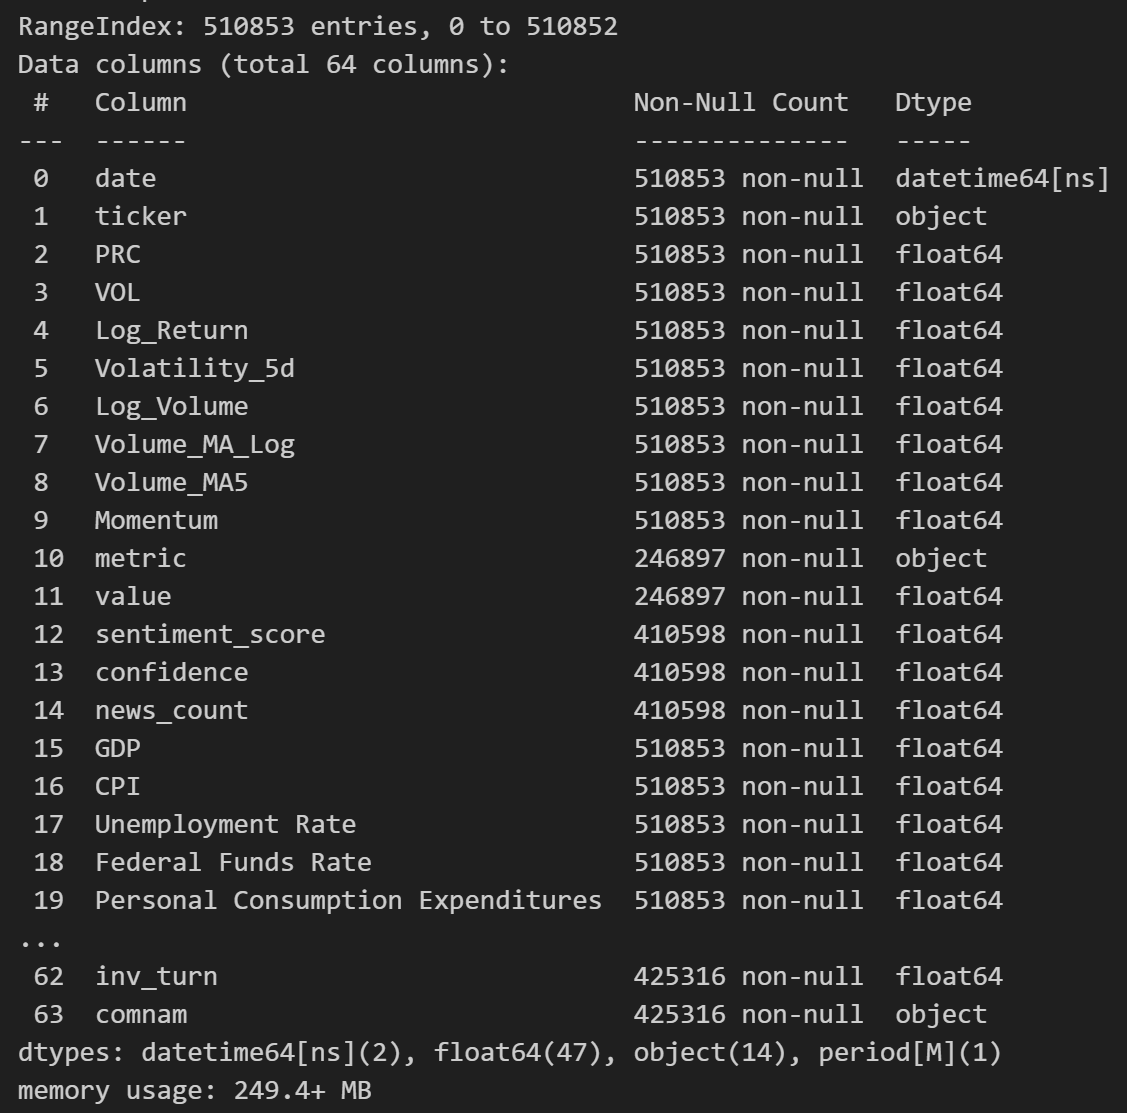 RangeIndex: 510853 entries, 0 to 510852
Data columns (total 64 columns):
 #   Column                             Non-Null Count   Dtype
---  ------                             --------------   -----
 0   date                               510853 non-null  datetime64[ns]
 1   ticker                             510853 non-null  object
 2   PRC                                510853 non-null  float64
 3   VOL                                510853 non-null  float64
 4   Log_Return                         510853 non-null  float64
 5   Volatility_5d                      510853 non-null  float64
 6   Log_Volume                         510853 non-null  float64
 7   Volume_MA_Log                      510853 non-null  float64
 8   Volume_MA5                         510853 non-null  float64
 9   Momentum                           510853 non-null  float64
 10  metric                             246897 non-null  object
 11  value                              246897 non-null  float64
 12  sentiment_score                    410598 non-null  float64
 13  confidence                         410598 non-null  float64
 14  news_count                         410598 non-null  float64
 15  GDP                                510853 non-null  float64
 16  CPI                                510853 non-null  float64
 17  Unemployment Rate                  510853 non-null  float64
 18  Federal Funds Rate                 510853 non-null  float64
 19  Personal Consumption Expenditures  510853 non-null  float64
...
 62  inv_turn                           425316 non-null  float64
 63  comnam                             425316 non-null  object
dtypes: datetime64[ns](2), float64(47), object(14), period[M](1)
memory usage: 249.4+ MB